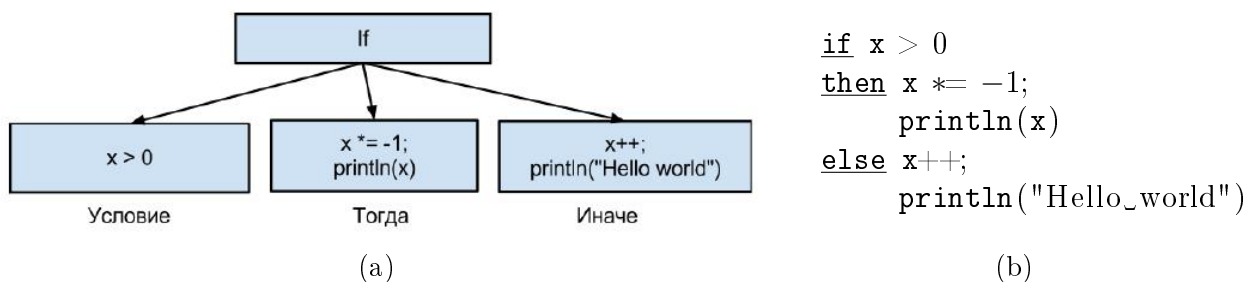 If
x > 0
x *= -1;
println(x)
x++;
println("Hello world")
Условие
Тогда
Иначе
(a)
if x > 0
then x *= −1;
println(x)
else x++;
println("Hello␣world")
(b)